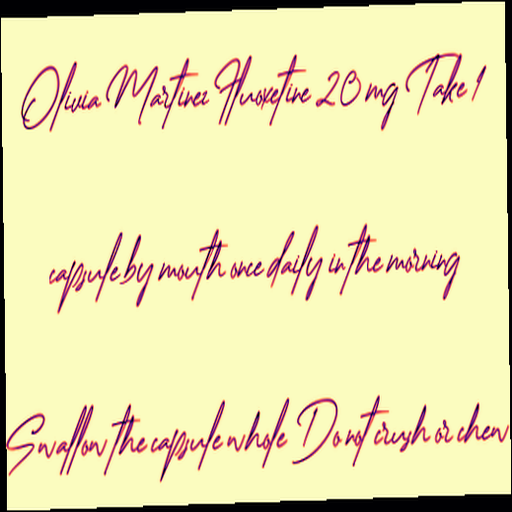 Olivia Martinez Fluoxetine 20 mg Take 1
capsule by mouth once daily in the morning
Swallow the capsule whole Do not crush or chew